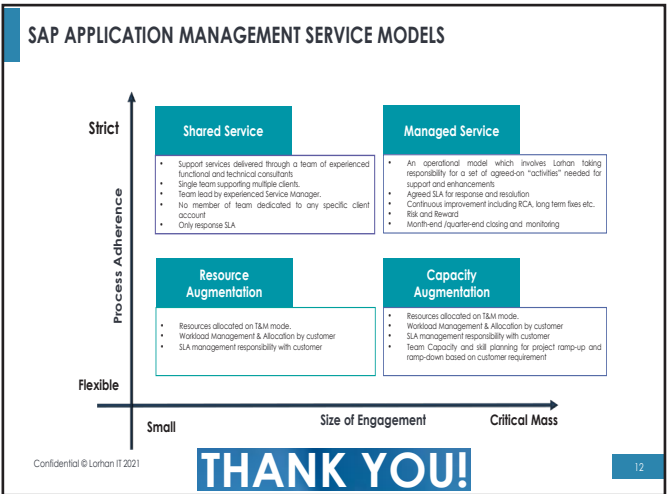 SAP APPLICATION MANAGEMENT SERVICE MODELS
Strict
Process Adherence
Flexible
Shared Service
• Support services delivered through a team of experienced
functional and technical consultants
• Single team supporting multiple clients.
• Team lead by experienced Service Manager.
• No member of team dedicated to any specific client
account
• Only response SLA
Managed Service
• An operational model which involves Lorhan taking
responsibility for a set of agreed-on “activities” needed for
support and enhancements
• Agreed SLA for response and resolution
• Continuous improvement including RCA, long term fixes etc.
• Risk and Reward
• Month-end /quarter-end closing and monitoring
Resource
Augmentation
• Resources allocated on T&M mode.
• Workload Management & Allocation by customer
• SLA management responsibility with customer
Capacity
Augmentation
• Resources allocated on T&M mode.
• Workload Management & Allocation by customer
• SLA management responsibility with customer
• Team Capacity and skill planning for project ramp-up and
ramp-down based on customer requirement
Small
Size of Engagement
Critical Mass
Confidential © Lorhan IT 2021
THANK YOU!
12